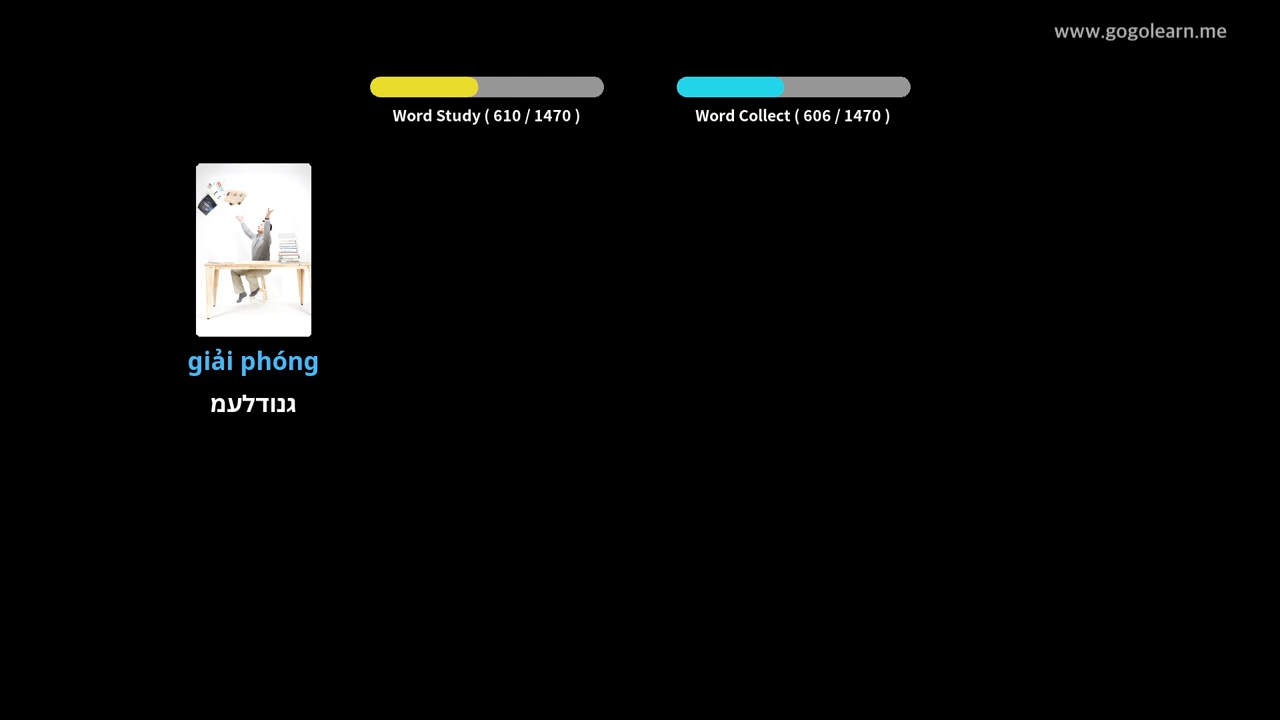 www.gogolearn.me
Word Study ( 610 / 1470 )
Word Collect ( 606 / 1470 )
giải phóng
גנודלעמ